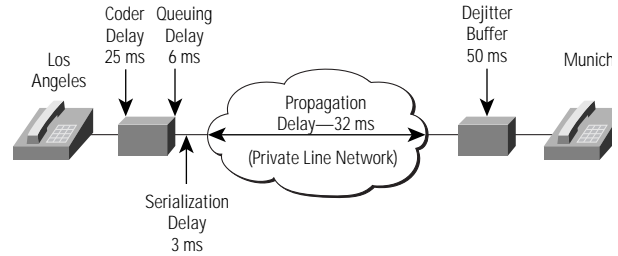 Coder
Delay
25 ms
Queuing
Delay
6 ms
Dejitter
Buffer
50 ms
Los
Angeles
Munich
Propagation
Delay—32 ms
(Private Line Network)
Serialization
Delay
3 ms